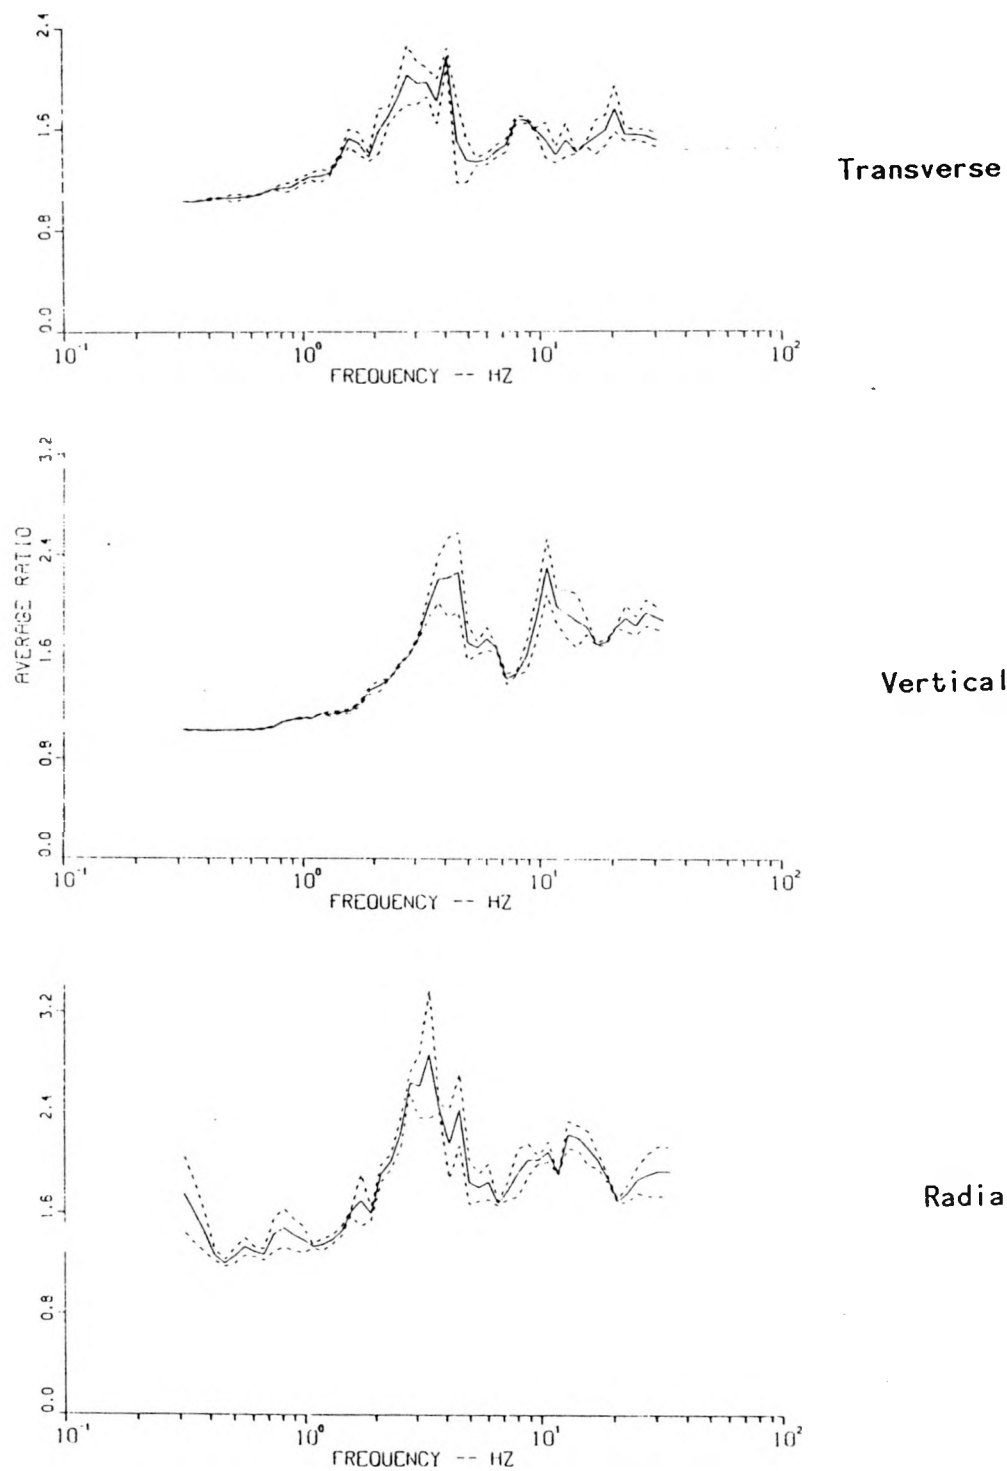 2.4
1.6
0.8
0.0
10⁻¹ 10⁰ 10¹ 10²
FREQUENCY -- HZ
Transverse
3.2
2.4
1.6
0.8
0.0
AVERAGE RATIO
10⁻¹ 10⁰ 10¹ 10²
FREQUENCY -- HZ
Vertical
3.2
2.4
1.6
0.8
0.0
10⁻¹ 10⁰ 10¹ 10²
FREQUENCY -- HZ
Radia